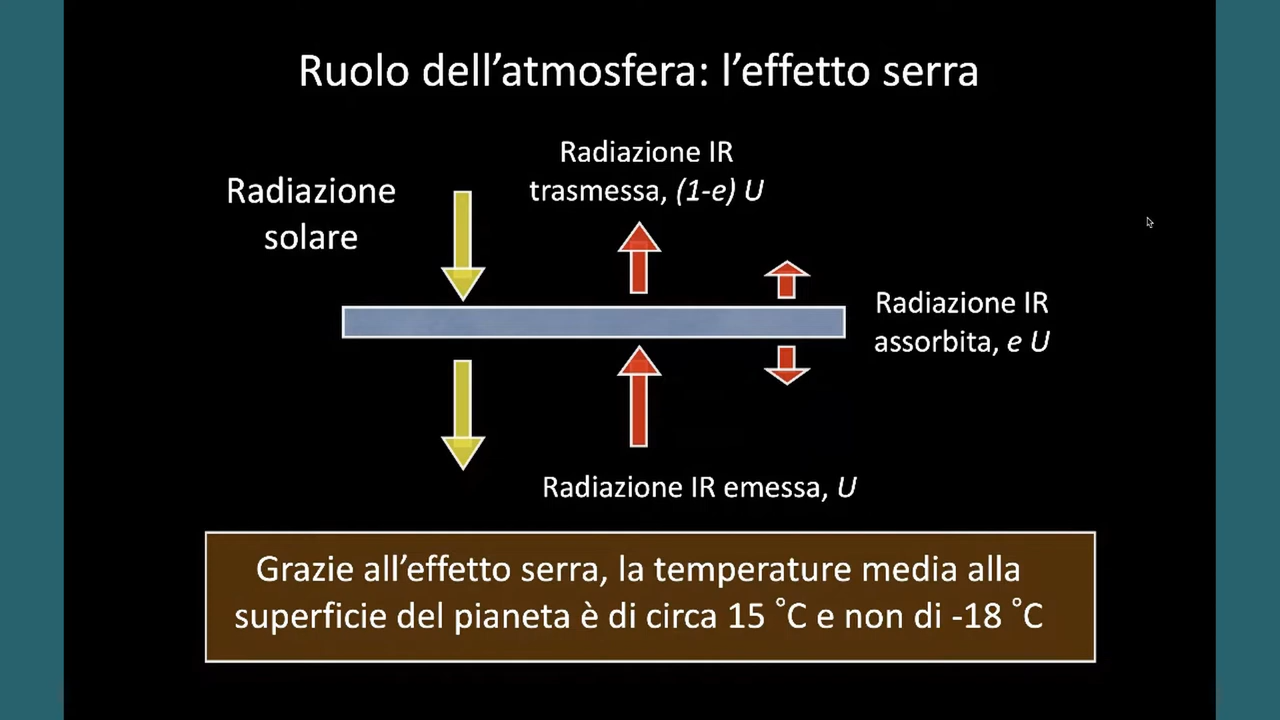 Ruolo dell’atmosfera: l’effetto serra
Radiazione IR
trasmessa, (1-e) U
Radiazione
solare
Radiazione IR
assorbita, e U
Radiazione IR emessa, U
Grazie all’effetto serra, la temperature media alla
superficie del pianeta è di circa 15 ˚C e non di -18 ˚C